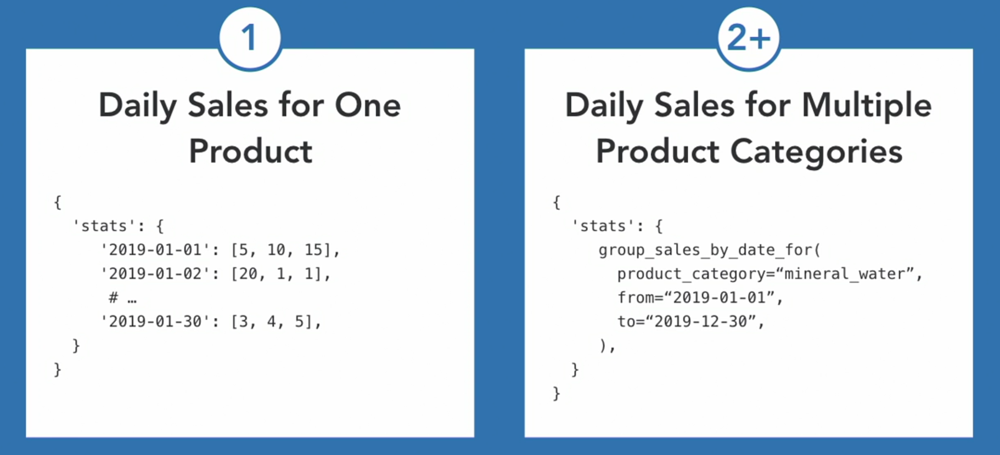 1
Daily Sales for One
Product
{
  'stats': {
     '2019-01-01': [5, 10, 15],
     '2019-01-02': [20, 1, 1],
      # …
     '2019-01-30': [3, 4, 5],
  }
}
2+
Daily Sales for Multiple
Product Categories
{
  'stats': {
     group_sales_by_date_for(
       product_category=“mineral_water”,
       from=“2019-01-01”,
       to=“2019-12-30”,
     ),
  }
}